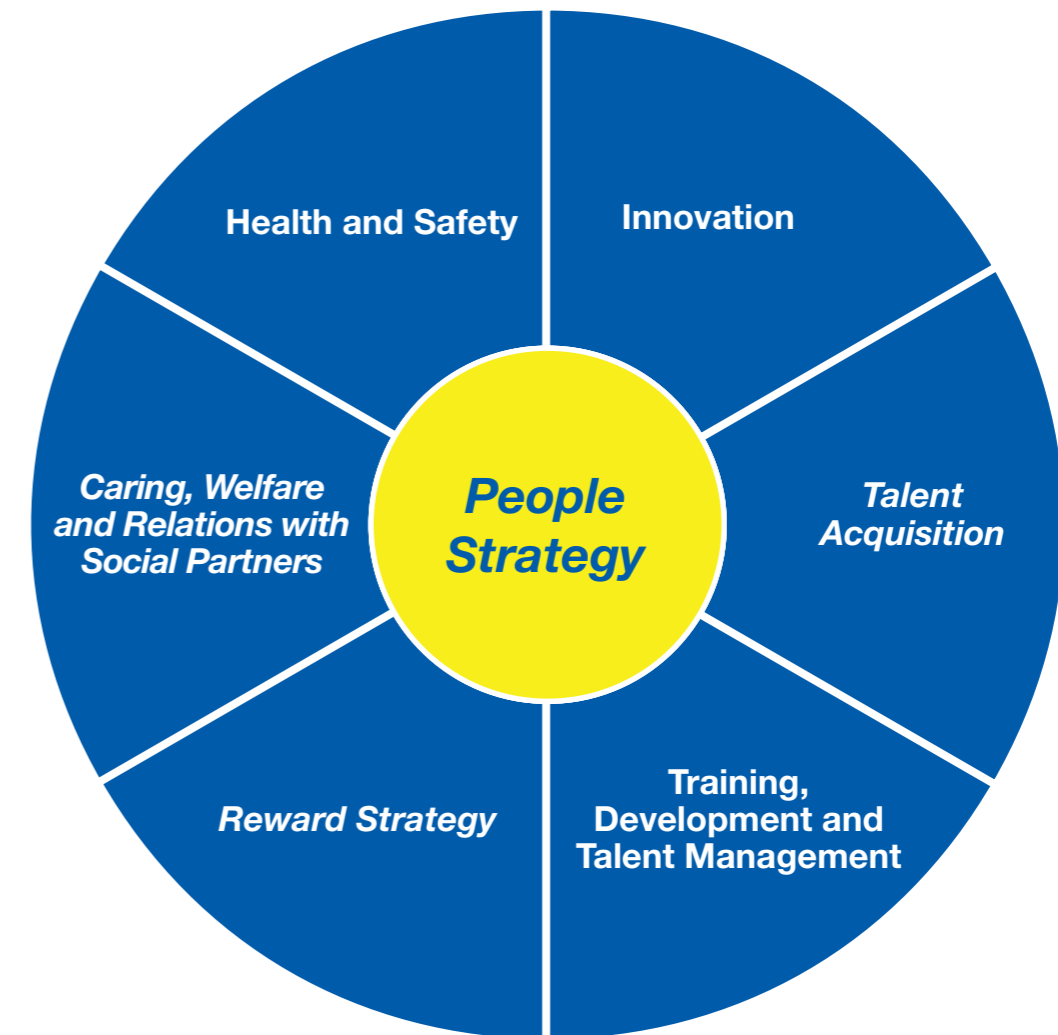 Health and Safety
Innovation
Caring, Welfare
and Relations with
Social Partners
People
Strategy
Talent
Acquisition
Reward Strategy
Training,
Development and
Talent Management